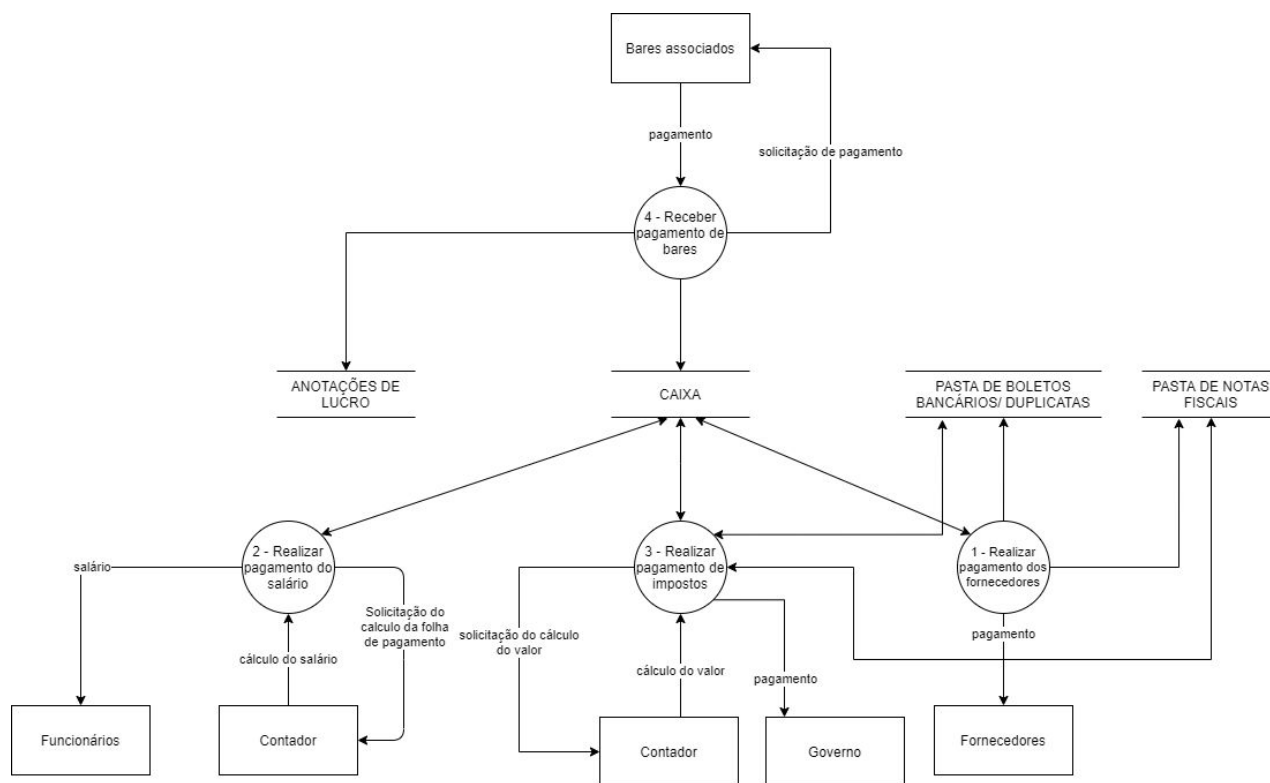 Bares associados
pagamento
solicitação de pagamento
4 - Receber
pagamento de
bares
ANOTAÇÕES DE
LUCRO
CAIXA
PASTA DE BOLETOS
BANCÁRIOS/ DUPLICATAS
PASTA DE NOTAS
FISCAIS
2 - Realizar
pagamento do
salário
3 - Realizar
pagamento de
impostos
1 - Realizar
pagamento dos
fornecedores
salário
Solicitação do
calculo da folha
de pagamento
cálculo do salário
solicitação do cálculo
do valor
cálculo do valor
pagamento
pagamento
Funcionários
Contador
Contador
Governo
Fornecedores